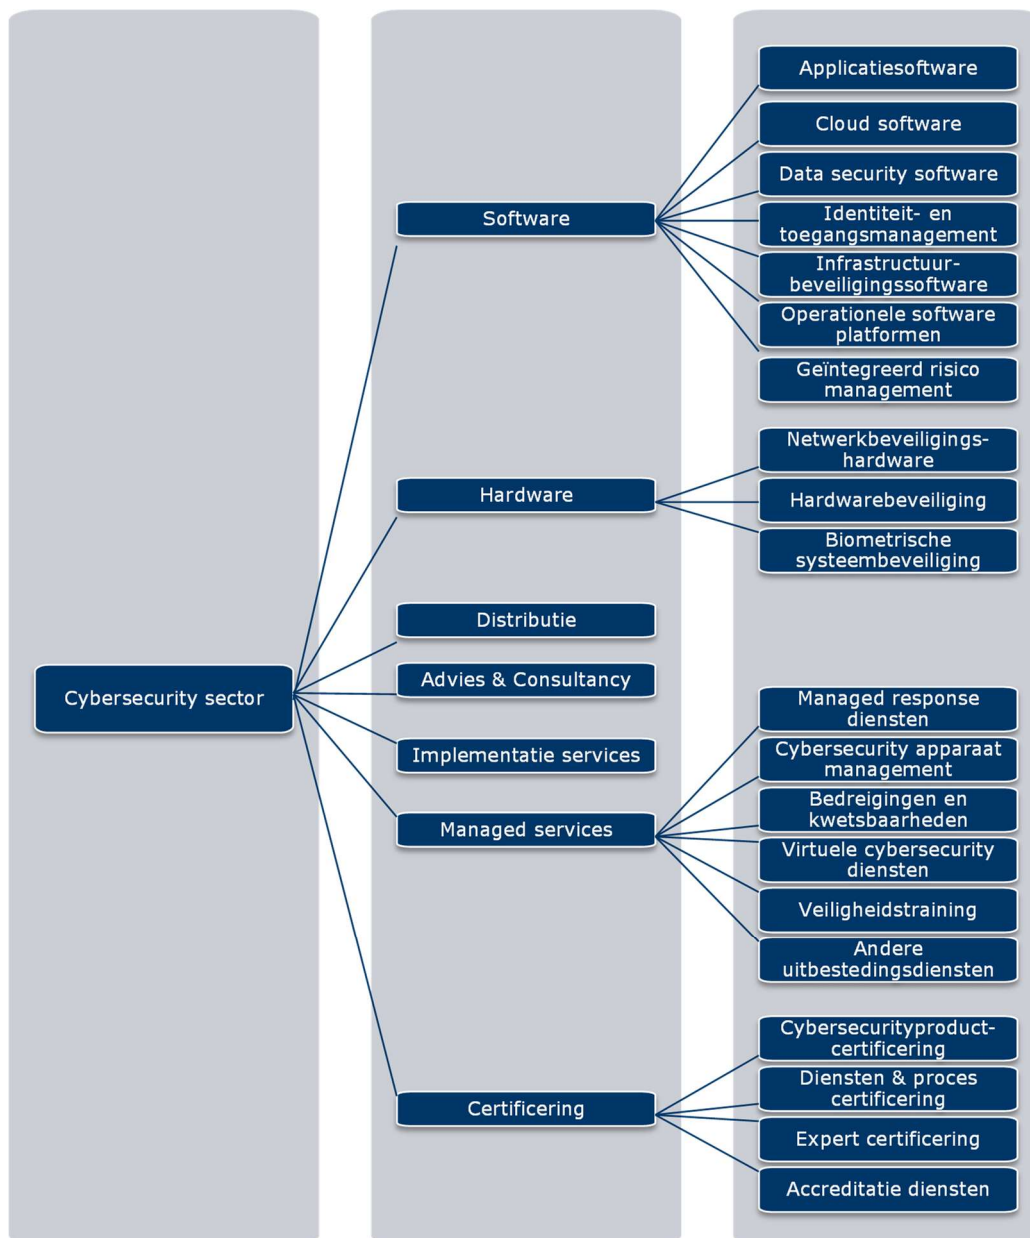 Cybersecurity sector
Software
Applicatiesoftware
Cloud software
Data security software
Identiteit- en
toegangsmanagement
Infrastructuur-
beveiligingssoftware
Operationele software
platformen
Geïntegreerd risico
management
Hardware
Netwerkbeveiligings-
hardware
Hardwarebeveiliging
Biometrische
systeembeveiliging
Distributie
Advies & Consultancy
Implementatie services
Managed services
Managed response
diensten
Cybersecurity apparaat
management
Bedreigingen en
kwetsbaarheden
Virtuele cybersecurity
diensten
Veiligheidstraining
Andere
uitbestedingsdiensten
Certificering
Cybersecurityproduct-
certificering
Diensten & proces
certificering
Expert certificering
Accreditatie diensten